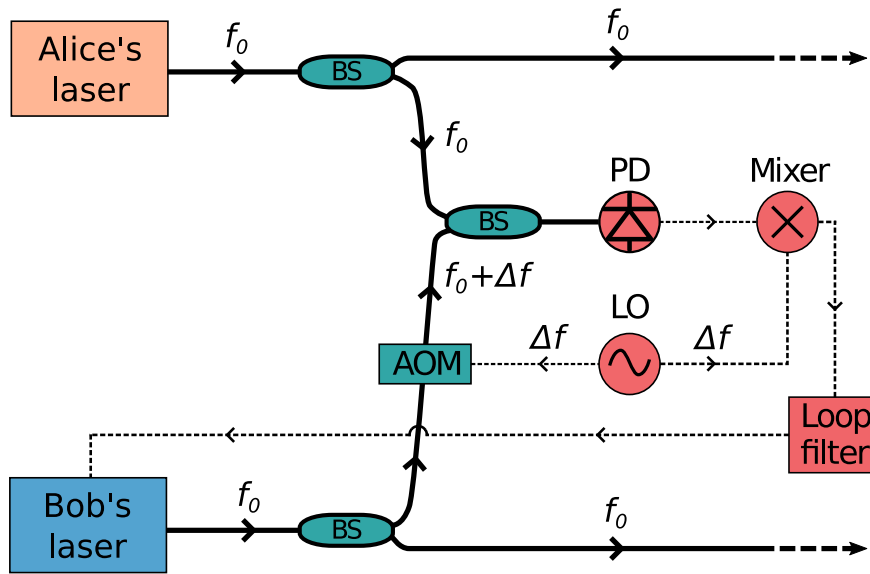 Alice's
laser
f0
BS
f0
f0
BS
PD
Mixer
f0+Δf
LO
AOM
Δf
Δf
Loop
filter
Bob's
laser
f0
BS
f0